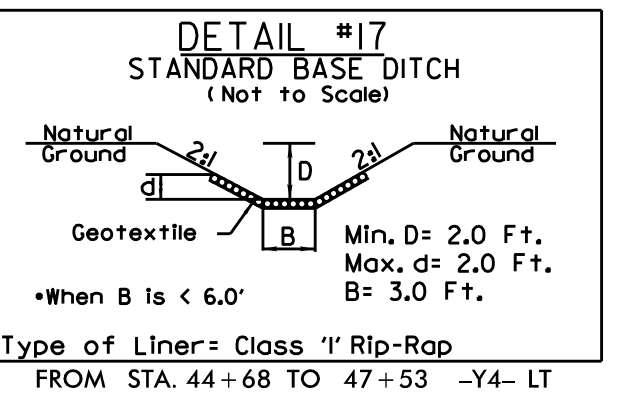 DETAIL #17
STANDARD BASE DITCH
(Not to Scale)
Natural Ground
2:1
D
2:1
Natural Ground
d
Geotextile
B
Min. D= 2.0 Ft.
Max. d= 2.0 Ft.
B= 3.0 Ft.
•When B is < 6.0'
Type of Liner= Class 'I' Rip-Rap
FROM STA. 44+68 TO 47+53 -Y4- LT